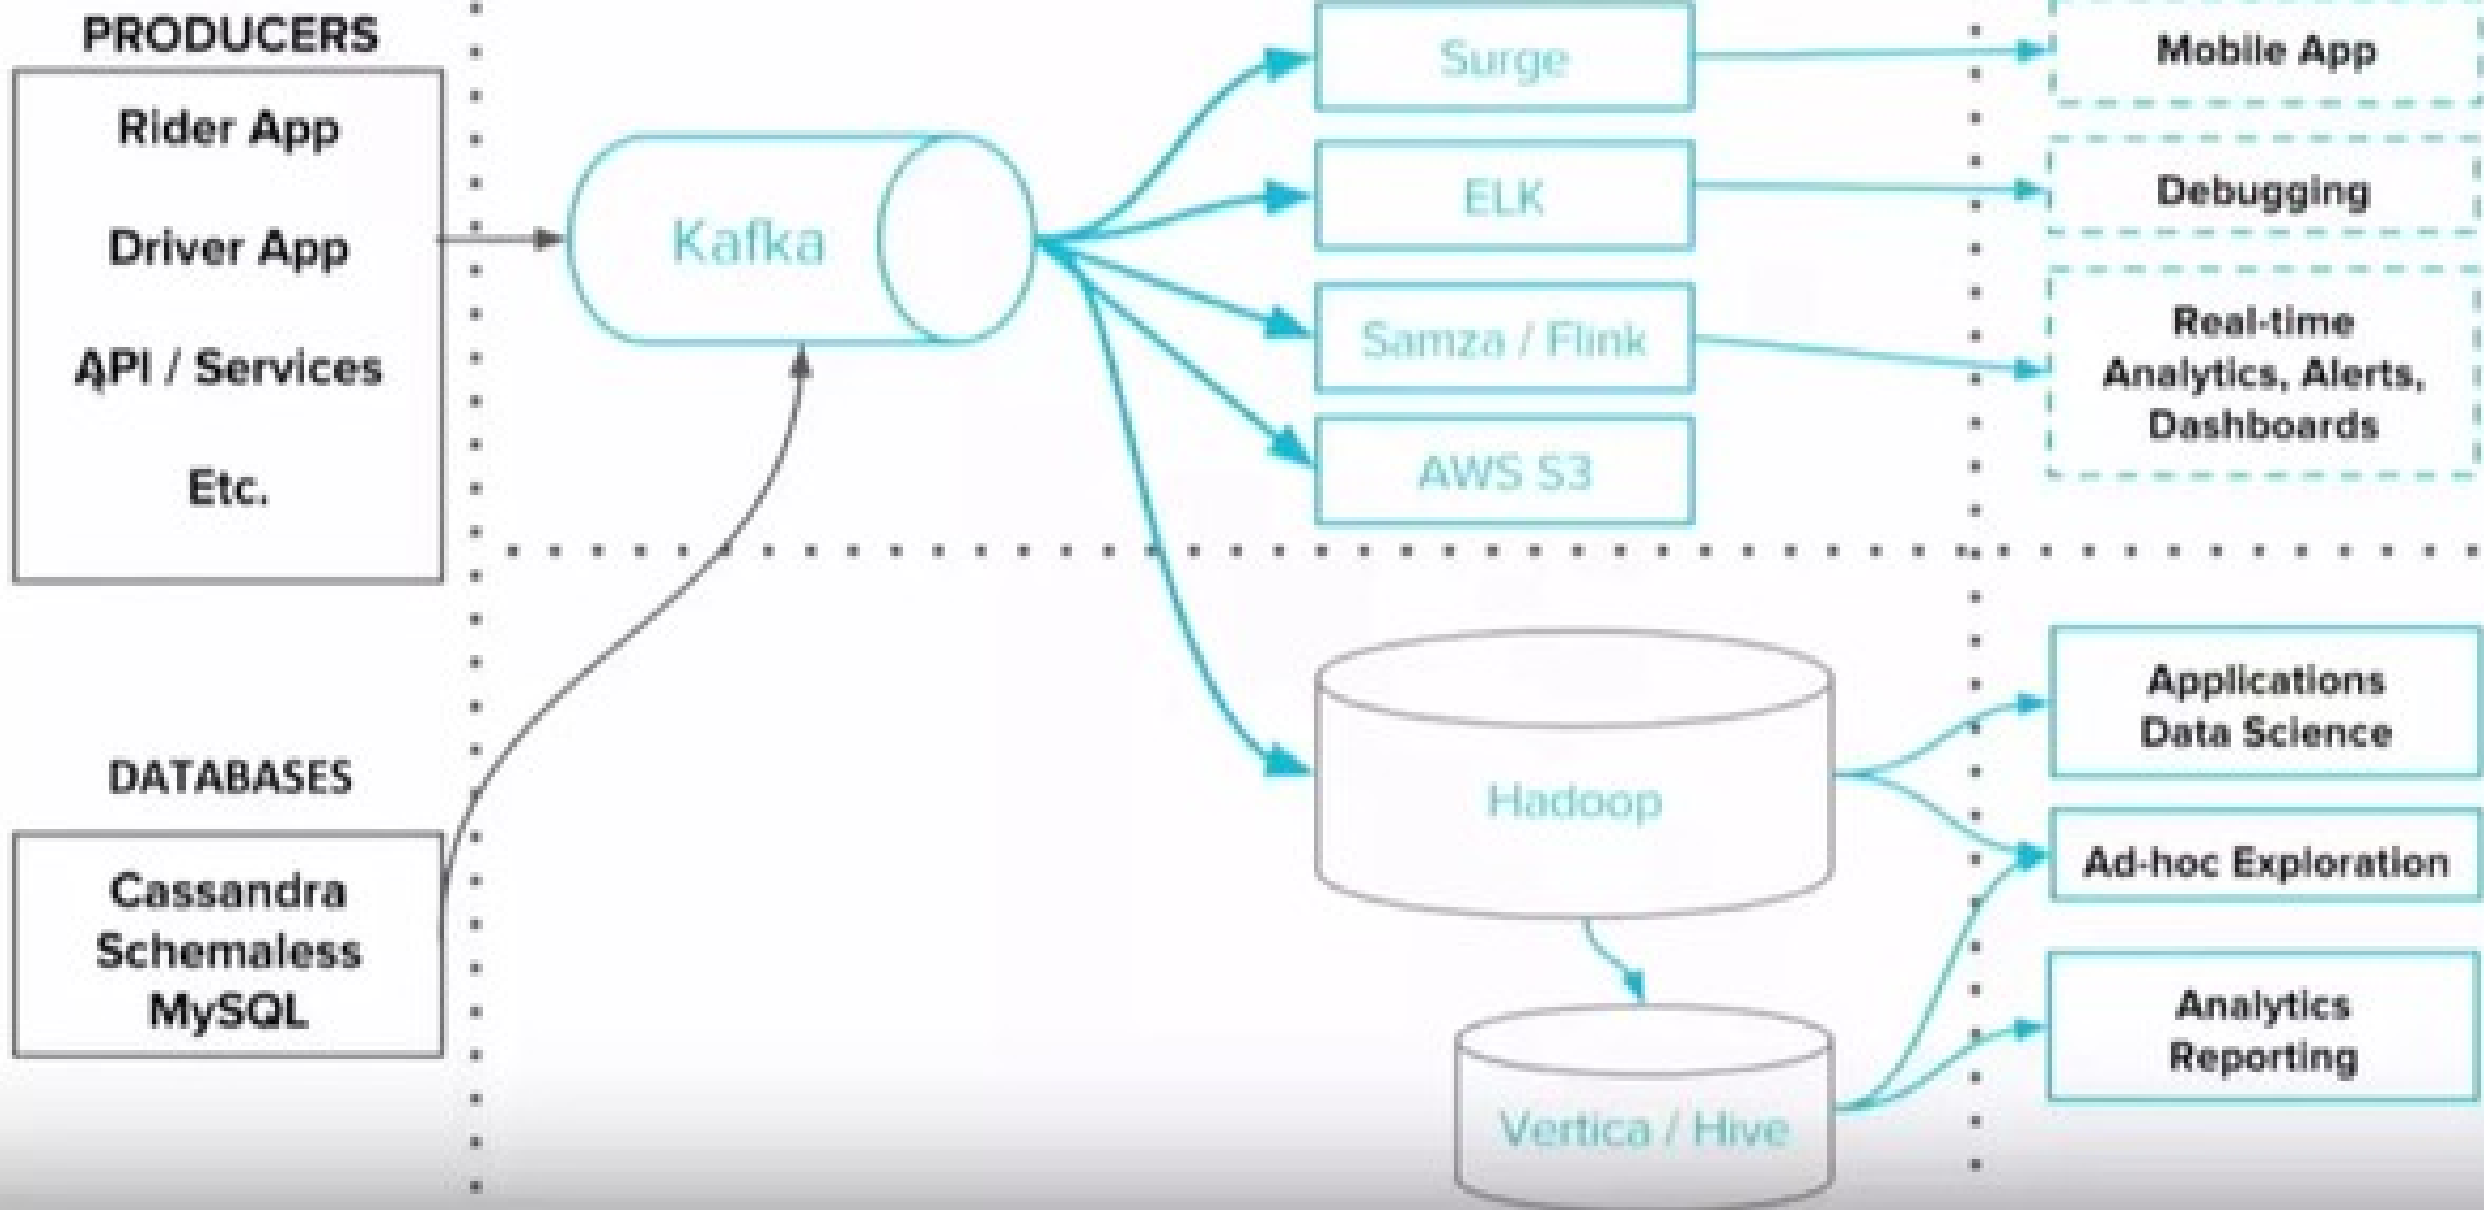 PRODUCERS
Rider App
Driver App
API / Services
Etc.
DATABASES
Cassandra
Schemaless
MySQL
Kafka
Surge
ELK
Samza / Flink
AWS S3
Hadoop
Vertica / Hive
Mobile App
Debugging
Real-time
Analytics, Alerts,
Dashboards
Applications
Data Science
Ad-hoc Exploration
Analytics
Reporting